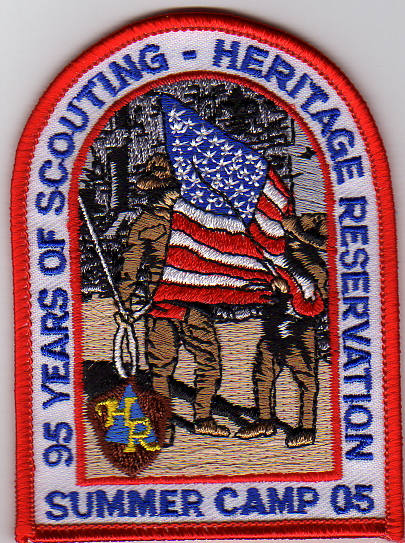 95 YEARS OF SCOUTING - HERITAGE RESERVATION
SUMMER CAMP 05
HR